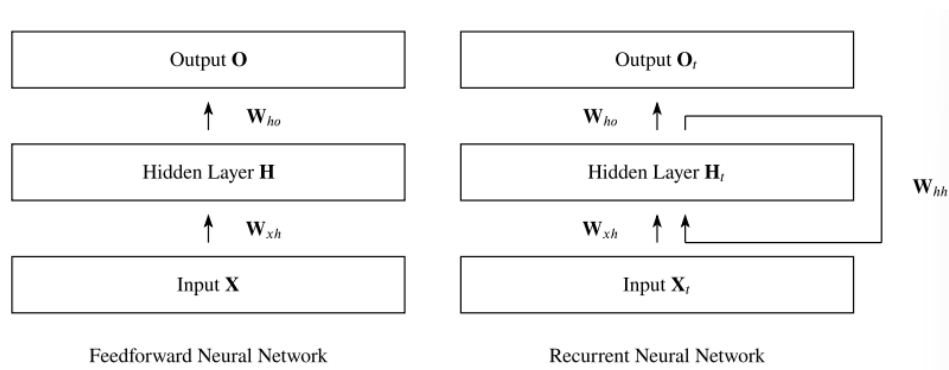 Output O
W_ho
Hidden Layer H
W_xh
Input X
Feedforward Neural Network
Output O_t
W_ho
Hidden Layer H_t
W_hh
W_xh
Input X_t
Recurrent Neural Network